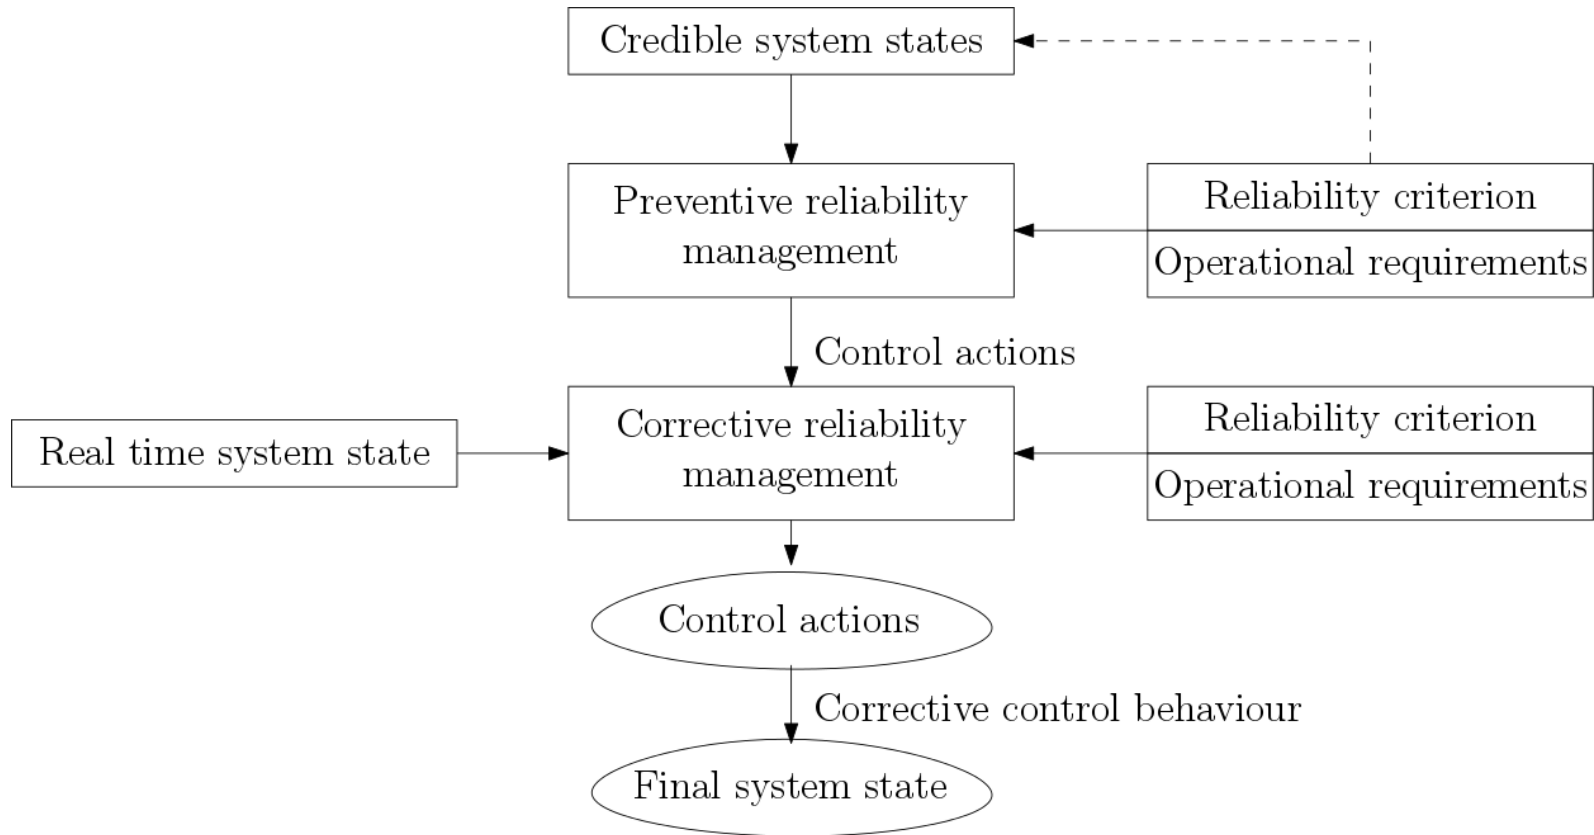 Credible system states
Preventive reliability
management
Reliability criterion
Operational requirements
Control actions
Real time system state
Corrective reliability
management
Reliability criterion
Operational requirements
Control actions
Corrective control behaviour
Final system state